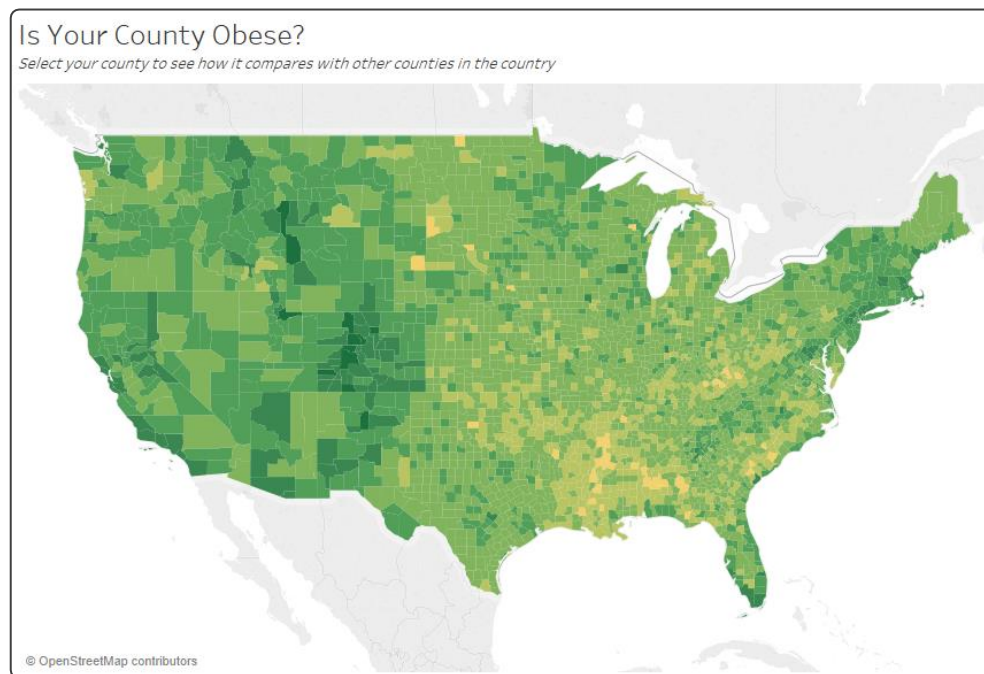 Is Your County Obese?
Select your county to see how it compares with other counties in the country
© OpenStreetMap contributors